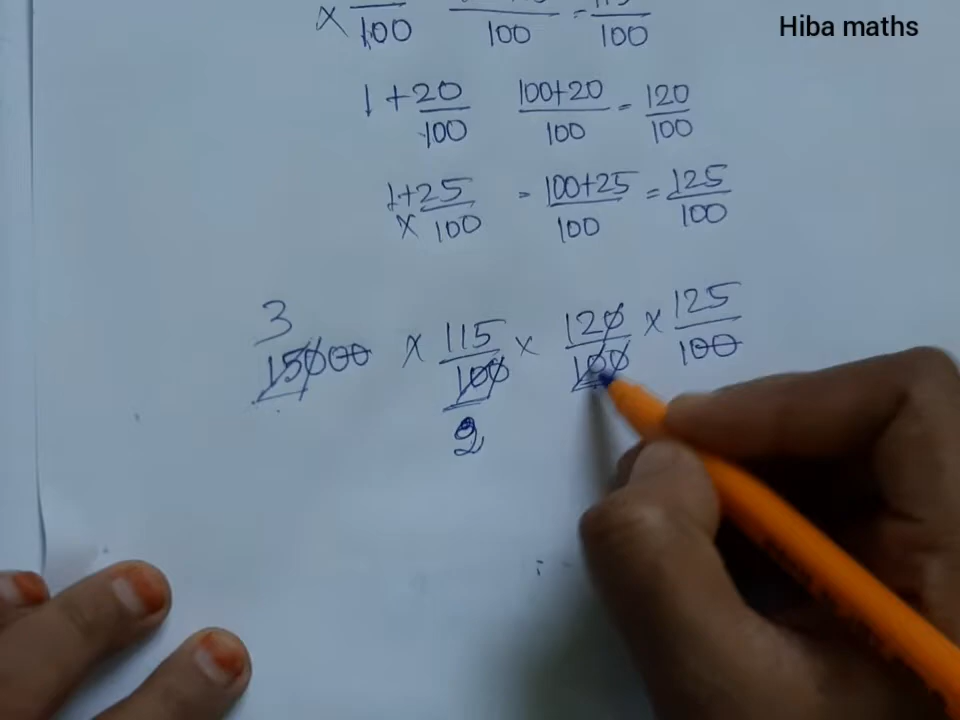 Hiba maths
× 100 100 = 115/100
1 + 20/100 100+20/100 = 120/100
1+25/100 × = 100+25/100 = 125/100
3
15000 × 115/100 × 120/100 × 125/100
2